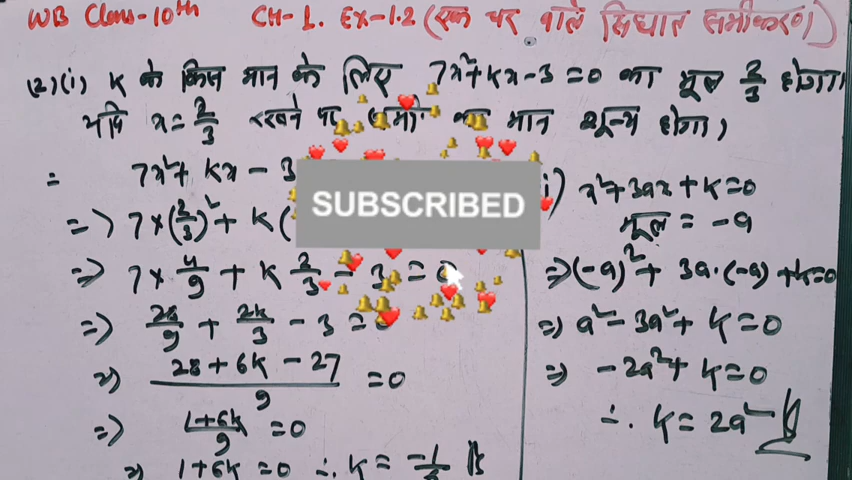 WB Class-10th CH-1. Ex-1.2 (एक चर वाले द्विघात समीकरण)
(2)(i) K के किस मान के लिए 7x²+Kx-3=0 का मूल 2/3 होगा।
यदि x=2/3 रखने पर का मान शून्य होगा,
= 7x² + Kx - 3
=> 7×(2/3)² + K(
=> 7×4/9 + K 2/3 - 3 = 0
=> 28/9 + 2K/3 - 3 = 0
=> (28 + 6K - 27)/9 = 0
=> (1+6K)/9 = 0
=> 1+6K = 0 ∴ K = -1/
SUBSCRIBED
i) x²+3ax+K=0
मूल = -a
=> (-a)² + 3a·(-a) + K=0
=> a² - 3a² + K=0
=> -2a² + K=0
∴ K = 2a²